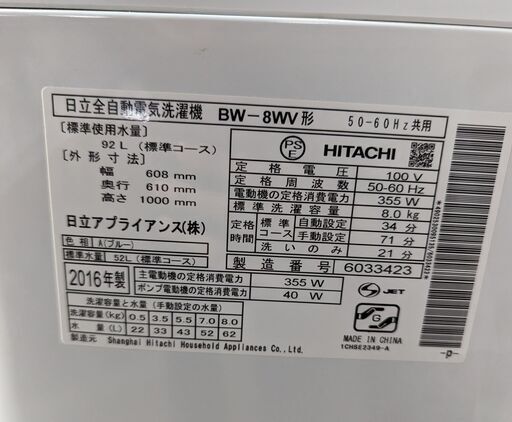 日立全自動電気洗濯機 BW-8WV形 50-60Hz共用
[標準使用水量]
92L(標準コース)
[外形寸法]
幅 608 mm
奥行 610 mm
高さ 1000 mm
日立アプライアンス(株)
色相 A(ブルー)
標準水量 52L(標準コース)
PS
E
HITACHI
定格電圧 100 V
定格周波数 50-60 Hz
電動機の定格消費電力 355 W
標準洗濯容量 8.0 kg
定格時間 標準コース 自動設定 34 分
手動設定 71 分
洗いのみ 21 分
製造番号 6033423
2016年製
主電動機の定格消費電力 355 W
ポンプ電動機の定格消費電力 40 W
洗濯容量と水量(手動設定の水量)
洗濯容量(kg) 0.5 3.5 5.5 7.0 8.0
水量(L) 22 33 43 52 62
製造元 Shanghai Hitachi Household Appliances Co.,Ltd.
JET
G
MADE IN CHINA
1CHSE2349-A
-p-